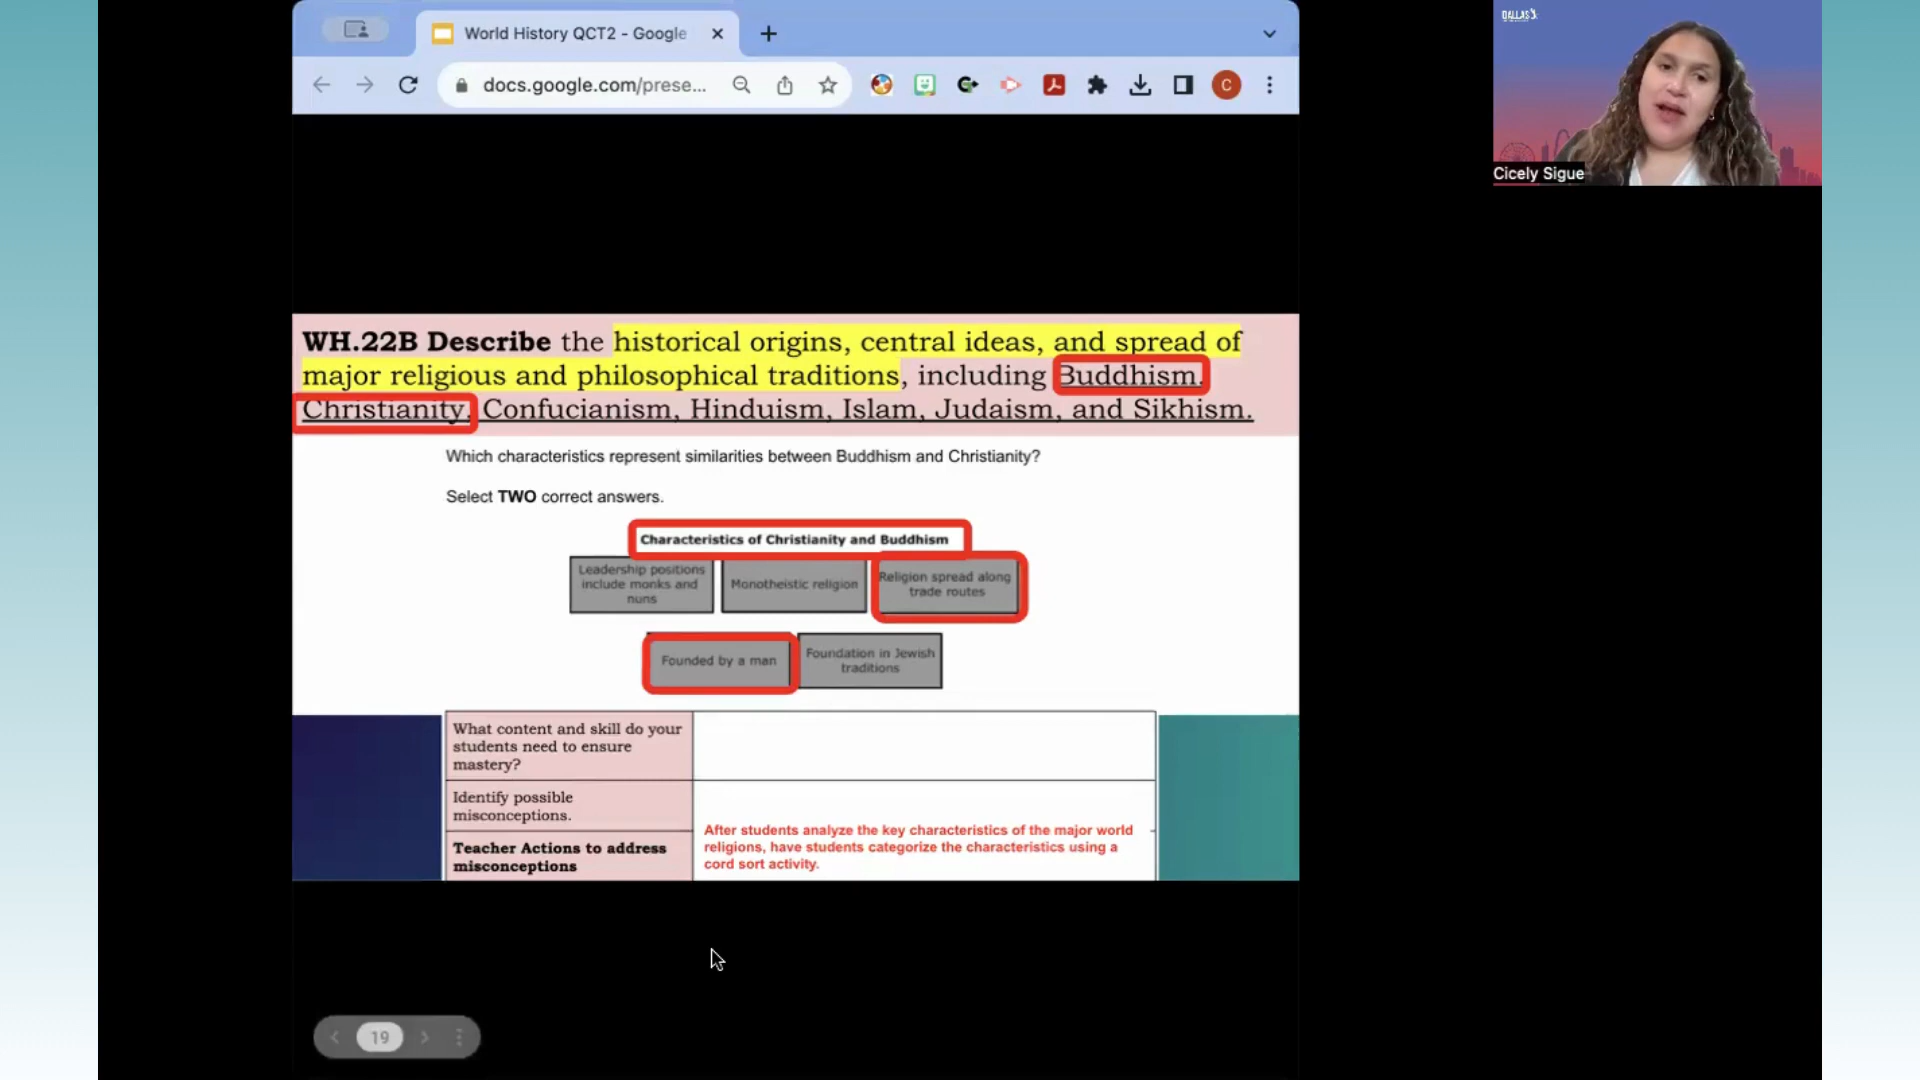 World History QCT2 - Google
docs.google.com/prese...
C
DALLAS
Cicely Sigue
WH.22B Describe the historical origins, central ideas, and spread of
major religious and philosophical traditions, including Buddhism,
Christianity, Confucianism, Hinduism, Islam, Judaism, and Sikhism.
Which characteristics represent similarities between Buddhism and Christianity?
Select TWO correct answers.
Characteristics of Christianity and Buddhism
Leadership positions
include monks and
nuns
Monotheistic religion
Religion spread along
trade routes
Founded by a man
Foundation in Jewish
traditions
What content and skill do your
students need to ensure
mastery?
Identify possible
misconceptions.
Teacher Actions to address
misconceptions
After students analyze the key characteristics of the major world
religions, have students categorize the characteristics using a
cord sort activity.
19